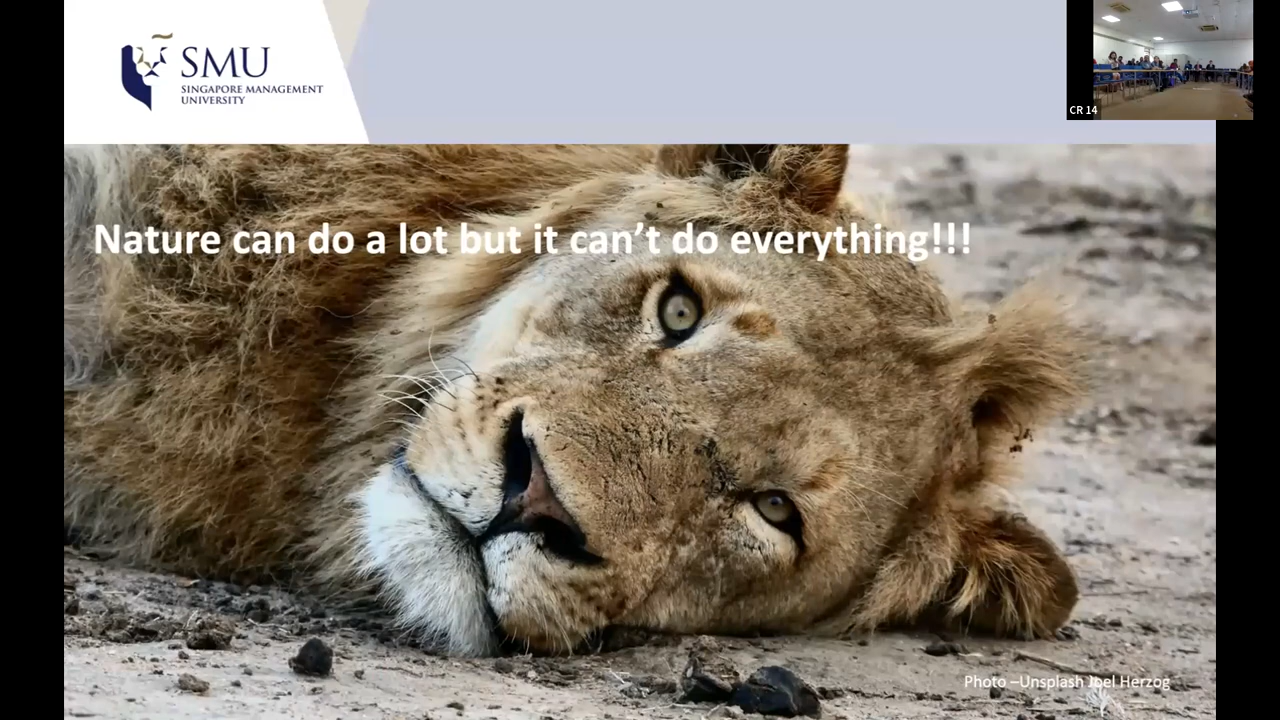 SMU
SINGAPORE MANAGEMENT
UNIVERSITY
CR 14
Nature can do a lot but it can’t do everything!!!
Photo –Unsplash Joel Herzog